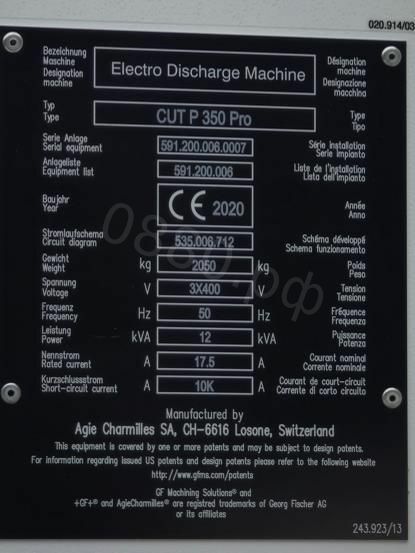 020.914/03
Bezeichnung Maschine Designation machine Electro Discharge Machine Désignation machine Designazione macchina
Typ Type CUT P 350 Pro Type Tipo
Serie Anlage Serial equipment 591.200.006.0007 Série installation Serie impianto
Anlageliste Equipment list 591.200.006 Liste de l'installation Lista dell'impianto
Baujahr Year CE 2020 Année Anno
Stromlaufschema Circuit diagram 535.006.712 Schéma développé Schema funzionamento
Gewicht Weight kg 2050 kg Poids Peso
Spannung Voltage V 3X400 V Tension Tensione
Frequenz Frequency Hz 50 Hz Fréquence Frequenza
Leistung Power kVA 12 kVA Puissance Potenza
Nennstrom Rated current A 17.5 A Courant nominal Corrente nominale
Kurzschlussstrom Short-circuit current A 10K A Courant de court-circuit Corrente di corto circuito
Manufactured by
Agie Charmilles SA, CH-6616 Losone, Switzerland
This equipment is covered by one or more patents and may be subject to design patents.
For information regarding issued US patents and design patents please refer to the following website
http://www.gfms.com/patents
GF Machining Solutions® and
+GF+® and AgieCharmilles® are registred trademarks of Georg Fischer AG
or its affiliates
243.923/13
0880.рф